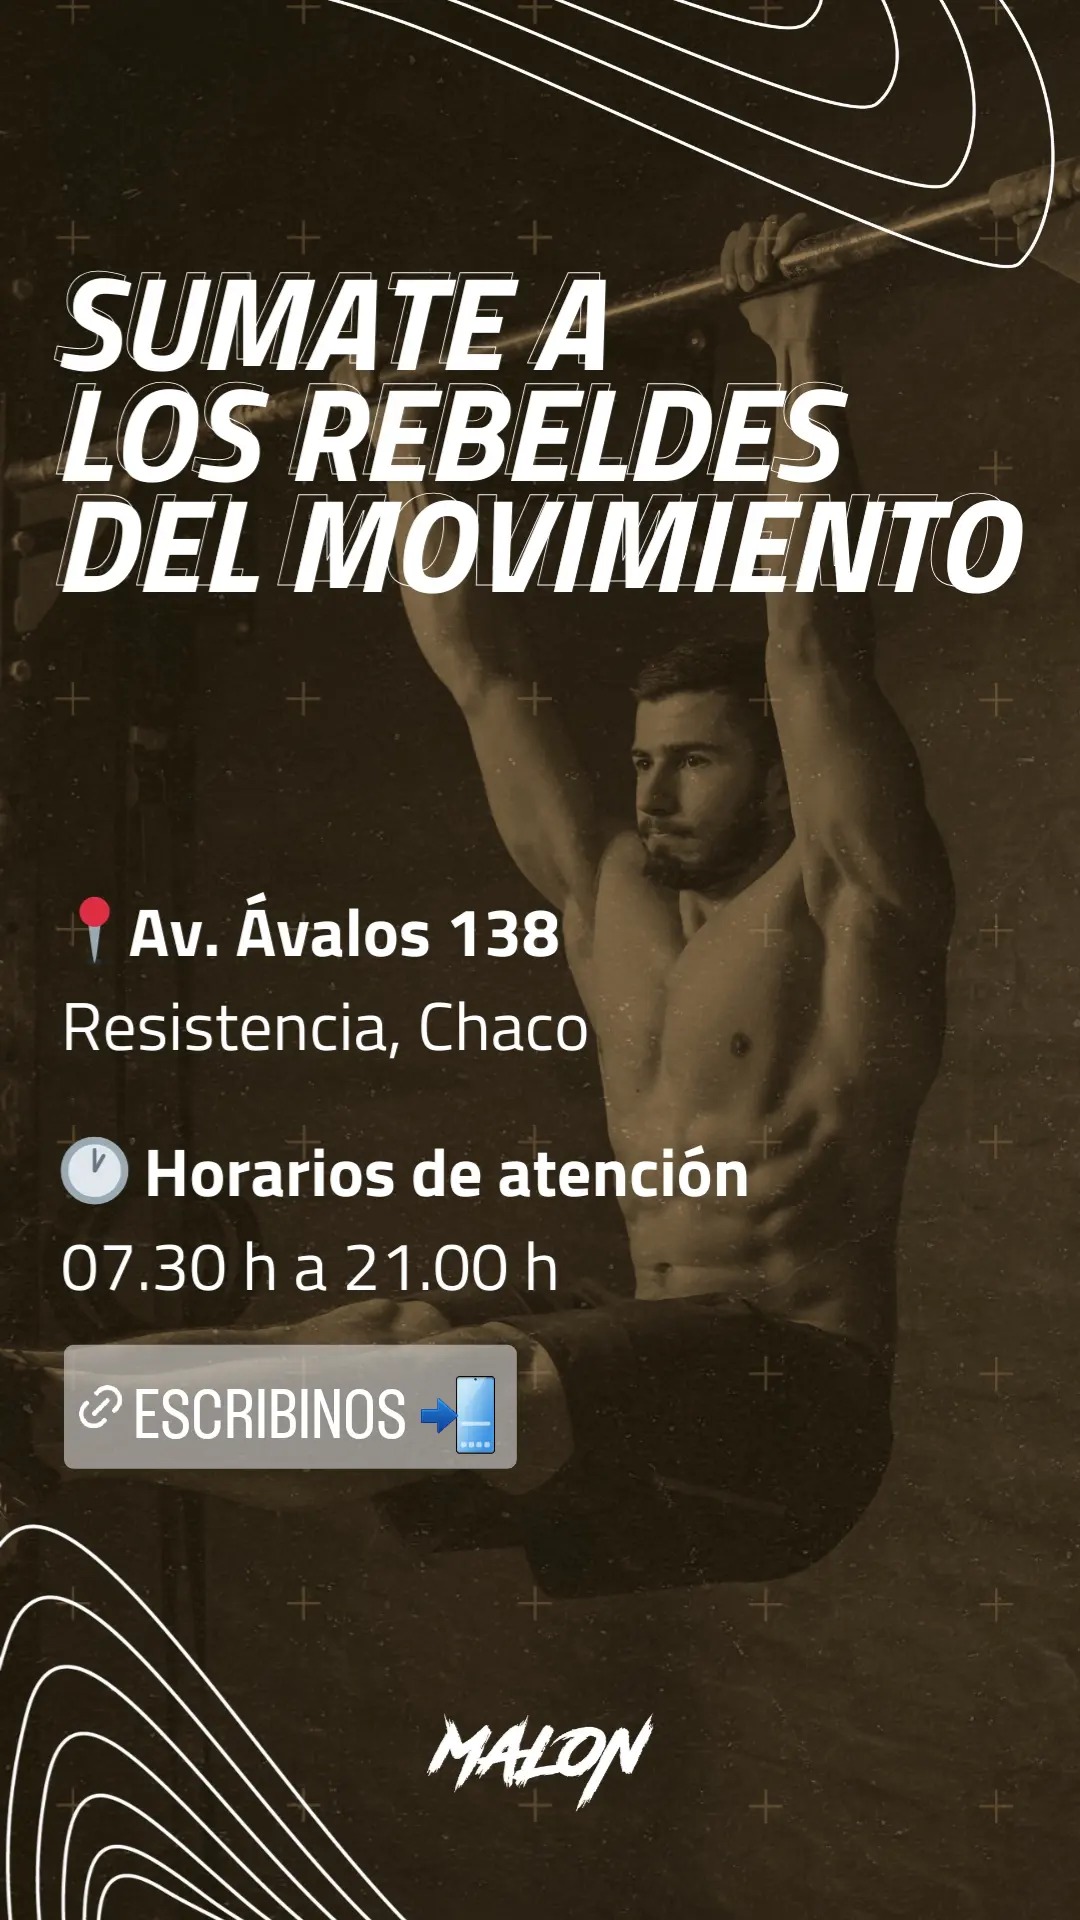 SUMATE A
LOS REBELDES
DEL MOVIMIENTO
Av. Ávalos 138
Resistencia, Chaco
Horarios de atención
07.30 h a 21.00 h
ESCRIBINOS
MALON